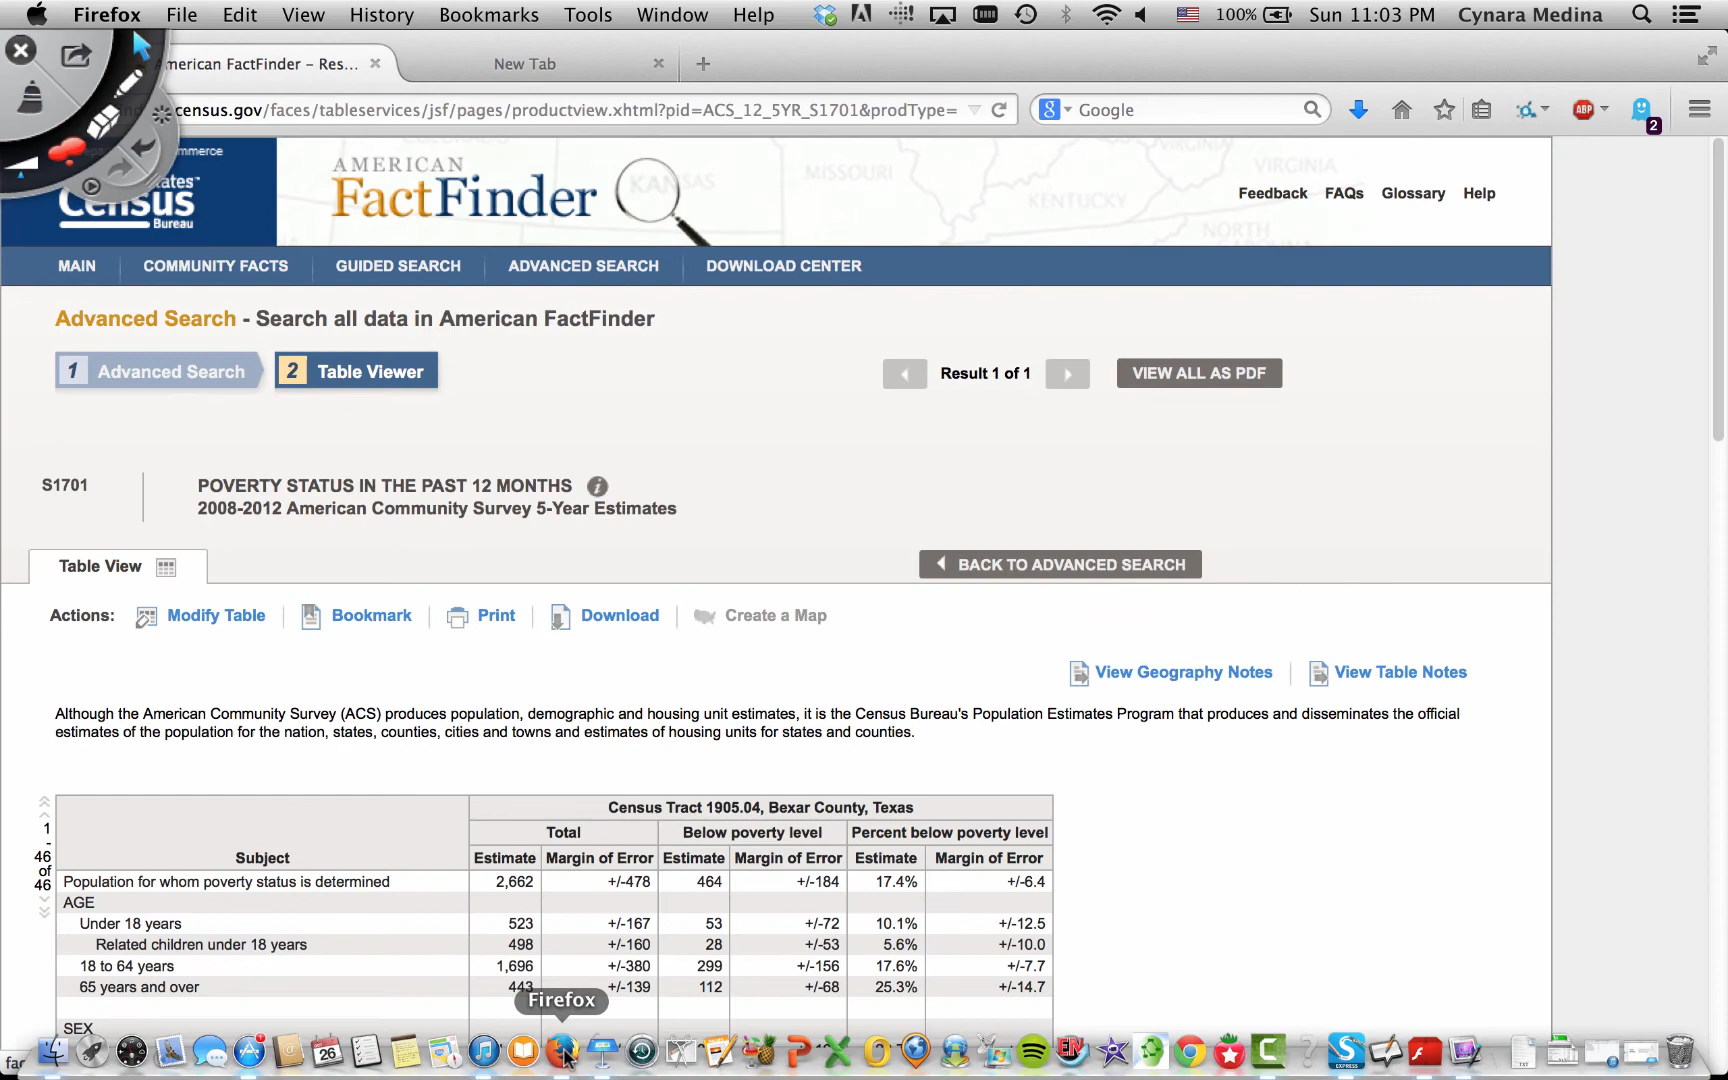 Firefox File Edit View History Bookmarks Tools Window Help 100% Sun 11:03 PM Cynara Medina
American FactFinder – Res... New Tab
census.gov/faces/tableservices/jsf/pages/productview.xhtml?pid=ACS_12_5YR_S1701&prodType= Google ABP 2
Commerce
Census
Bureau
AMERICAN
FactFinder
KANSAS MISSOURI KENTUCKY VIRGINIA NORTH
Feedback FAQs Glossary Help
MAIN COMMUNITY FACTS GUIDED SEARCH ADVANCED SEARCH DOWNLOAD CENTER
Advanced Search - Search all data in American FactFinder
1 Advanced Search 2 Table Viewer Result 1 of 1 VIEW ALL AS PDF
S1701 POVERTY STATUS IN THE PAST 12 MONTHS
2008-2012 American Community Survey 5-Year Estimates
Table View BACK TO ADVANCED SEARCH
Actions: Modify Table Bookmark Print Download Create a Map
View Geography Notes View Table Notes
Although the American Community Survey (ACS) produces population, demographic and housing unit estimates, it is the Census Bureau's Population Estimates Program that produces and disseminates the official
estimates of the population for the nation, states, counties, cities and towns and estimates of housing units for states and counties.
1 - 46 of 46
Census Tract 1905.04, Bexar County, Texas
Total Below poverty level Percent below poverty level
Subject Estimate Margin of Error Estimate Margin of Error Estimate Margin of Error
Population for whom poverty status is determined 2,662 +/-478 464 +/-184 17.4% +/-6.4
AGE
Under 18 years 523 +/-167 53 +/-72 10.1% +/-12.5
Related children under 18 years 498 +/-160 28 +/-53 5.6% +/-10.0
18 to 64 years 1,696 +/-380 299 +/-156 17.6% +/-7.7
65 years and over 443 +/-139 112 +/-68 25.3% +/-14.7
Firefox
SEX
26
EXPRESS